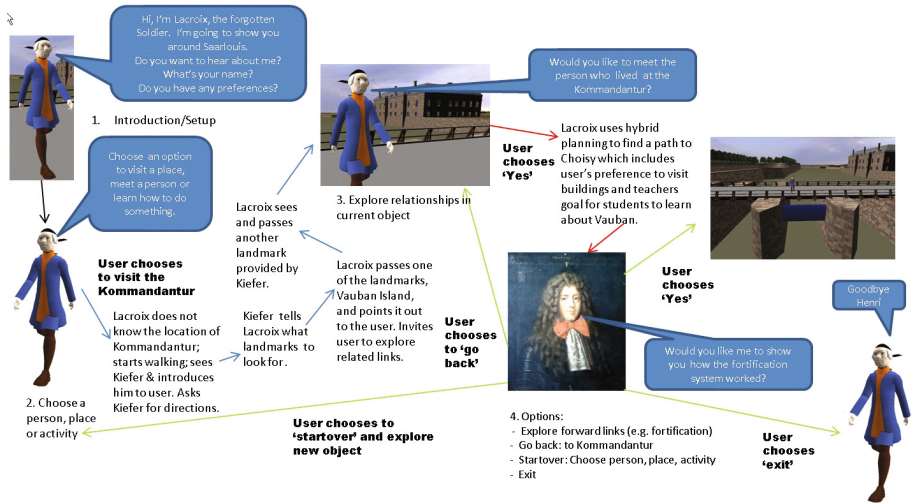 Hi, I'm Lacroix, the forgotten
Soldier. I'm going to show you
around Saarlouis.
Do you want to hear about me?
What's your name?
Do you have any preferences?
1. Introduction/Setup
Choose an option
to visit a place,
meet a person or
learn how to do
something.
User chooses
to visit the
Kommandantur
2. Choose a
person, place
or activity
Lacroix does not
know the location of
Kommandantur;
starts walking; sees
Kiefer & introduces
him to user. Asks
Kiefer for directions.
Kiefer tells
Lacroix what
landmarks to
look for.
Lacroix passes one
of the landmarks,
Vauban Island,
and points it out
to the user. Invites
user to explore
related links.
Lacroix sees
and passes
another
landmark
provided by
Kiefer.
Would you like to meet the
person who lived at the
Kommandantur?
3. Explore relationships in
current object
User
chooses
'Yes'
Lacroix uses hybrid
planning to find a path to
Choisy which includes
user's preference to visit
buildings and teachers
goal for students to learn
about Vauban.
User
chooses
to 'go
back'
Would you like me to show
you how the fortification
system worked?
User
chooses
'Yes'
User chooses to
'startover' and explore
new object
4. Options:
- Explore forward links (e.g. fortification)
- Go back: to Kommandantur
- Startover: Choose person, place, activity
- Exit
User
chooses
'exit'
Goodbye
Henri